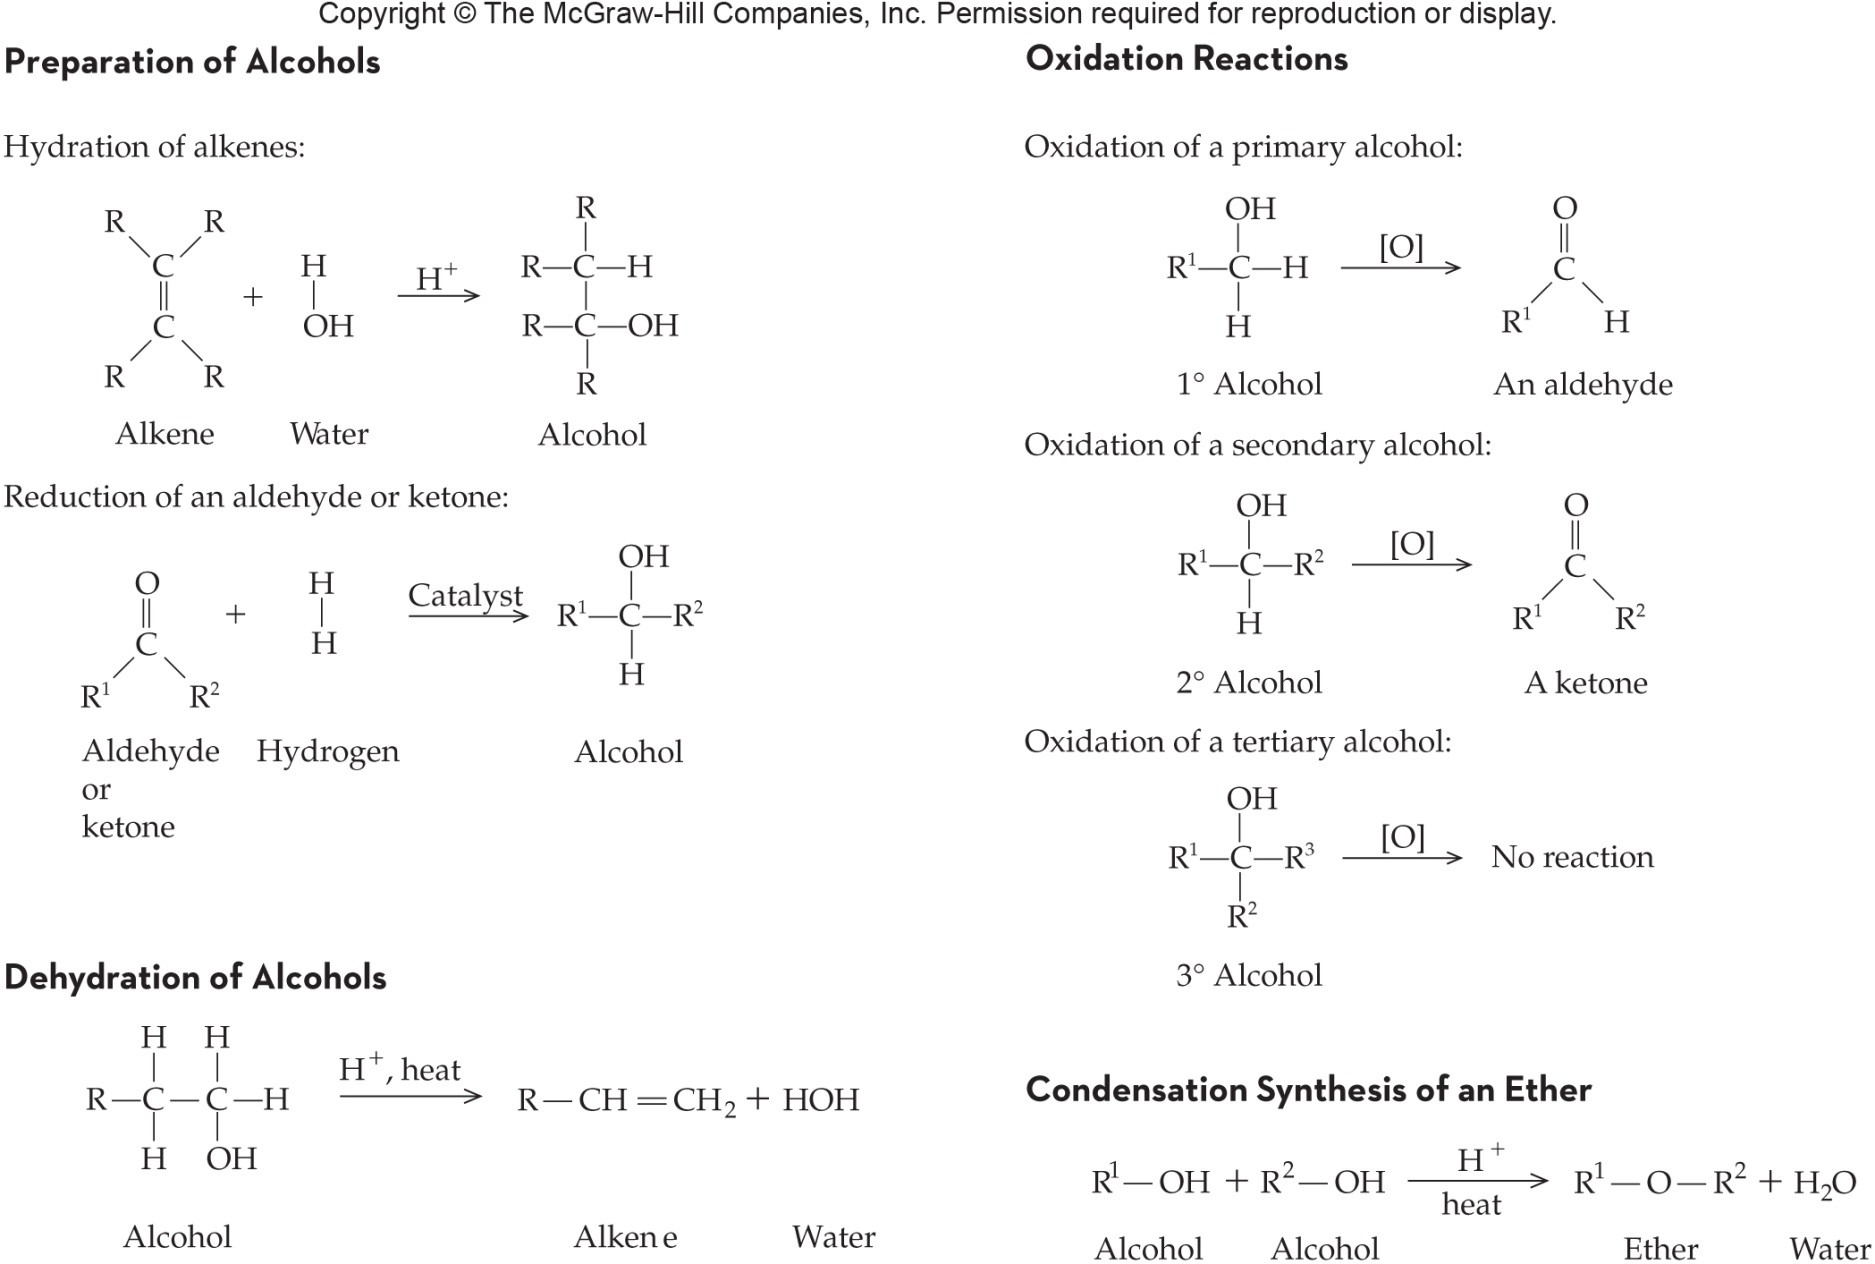 Copyright © The McGraw-Hill Companies, Inc. Permission required for reproduction or display.
Preparation of Alcohols
Hydration of alkenes:
R R R
C H H⁺ R—C—H
‖ + |
C OH R—C—OH
R R R
Alkene Water Alcohol
Reduction of an aldehyde or ketone:
OH
O H Catalyst
‖ + | R¹—C—R²
C H
R¹ R² H
Aldehyde Hydrogen Alcohol
or
ketone
Dehydration of Alcohols
H H
H⁺, heat
R—C—C—H R—CH=CH₂ + HOH
H OH
Alcohol Alkene Water
Oxidation Reactions
Oxidation of a primary alcohol:
OH O
R¹—C—H [O] C
H R¹ H
1° Alcohol An aldehyde
Oxidation of a secondary alcohol:
OH O
R¹—C—R² [O] C
H R¹ R²
2° Alcohol A ketone
Oxidation of a tertiary alcohol:
OH
R¹—C—R³ [O] No reaction
R²
3° Alcohol
Condensation Synthesis of an Ether
H⁺
R¹—OH + R²—OH R¹—O—R² + H₂O
heat
Alcohol Alcohol Ether Water